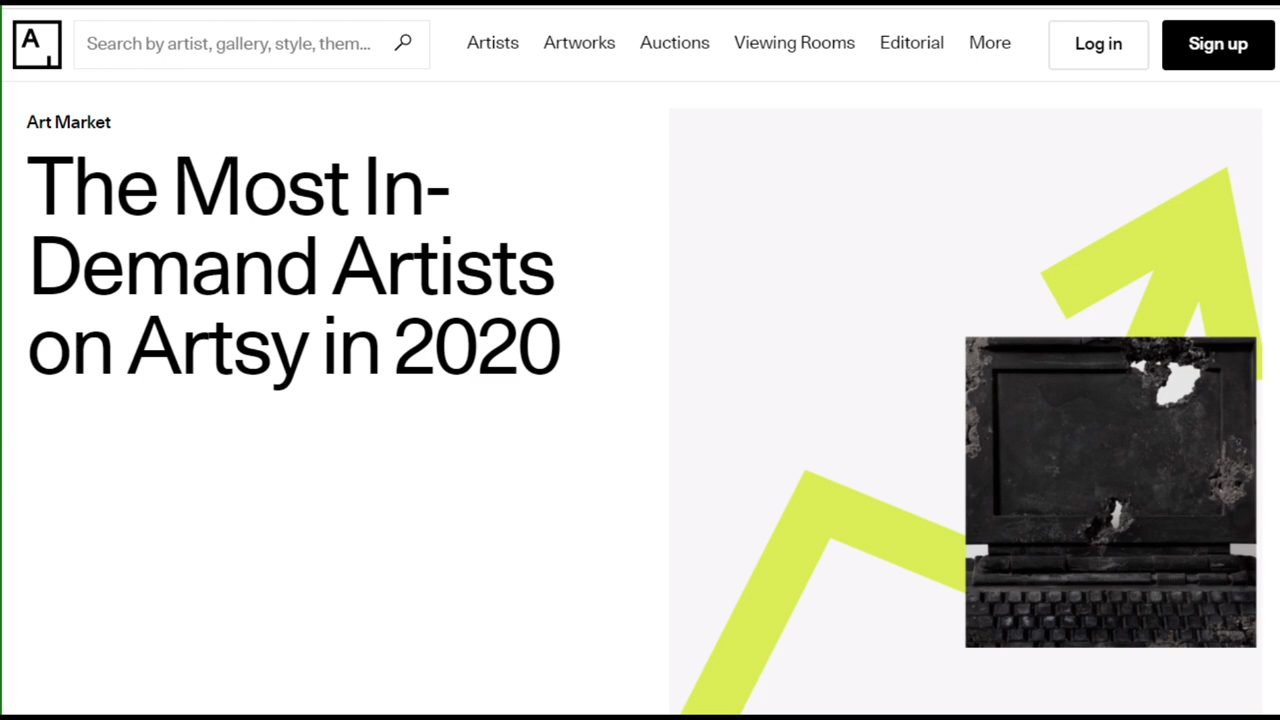 A
Search by artist, gallery, style, them...
Artists
Artworks
Auctions
Viewing Rooms
Editorial
More
Log in
Sign up
Art Market
The Most In-
Demand Artists
on Artsy in 2020